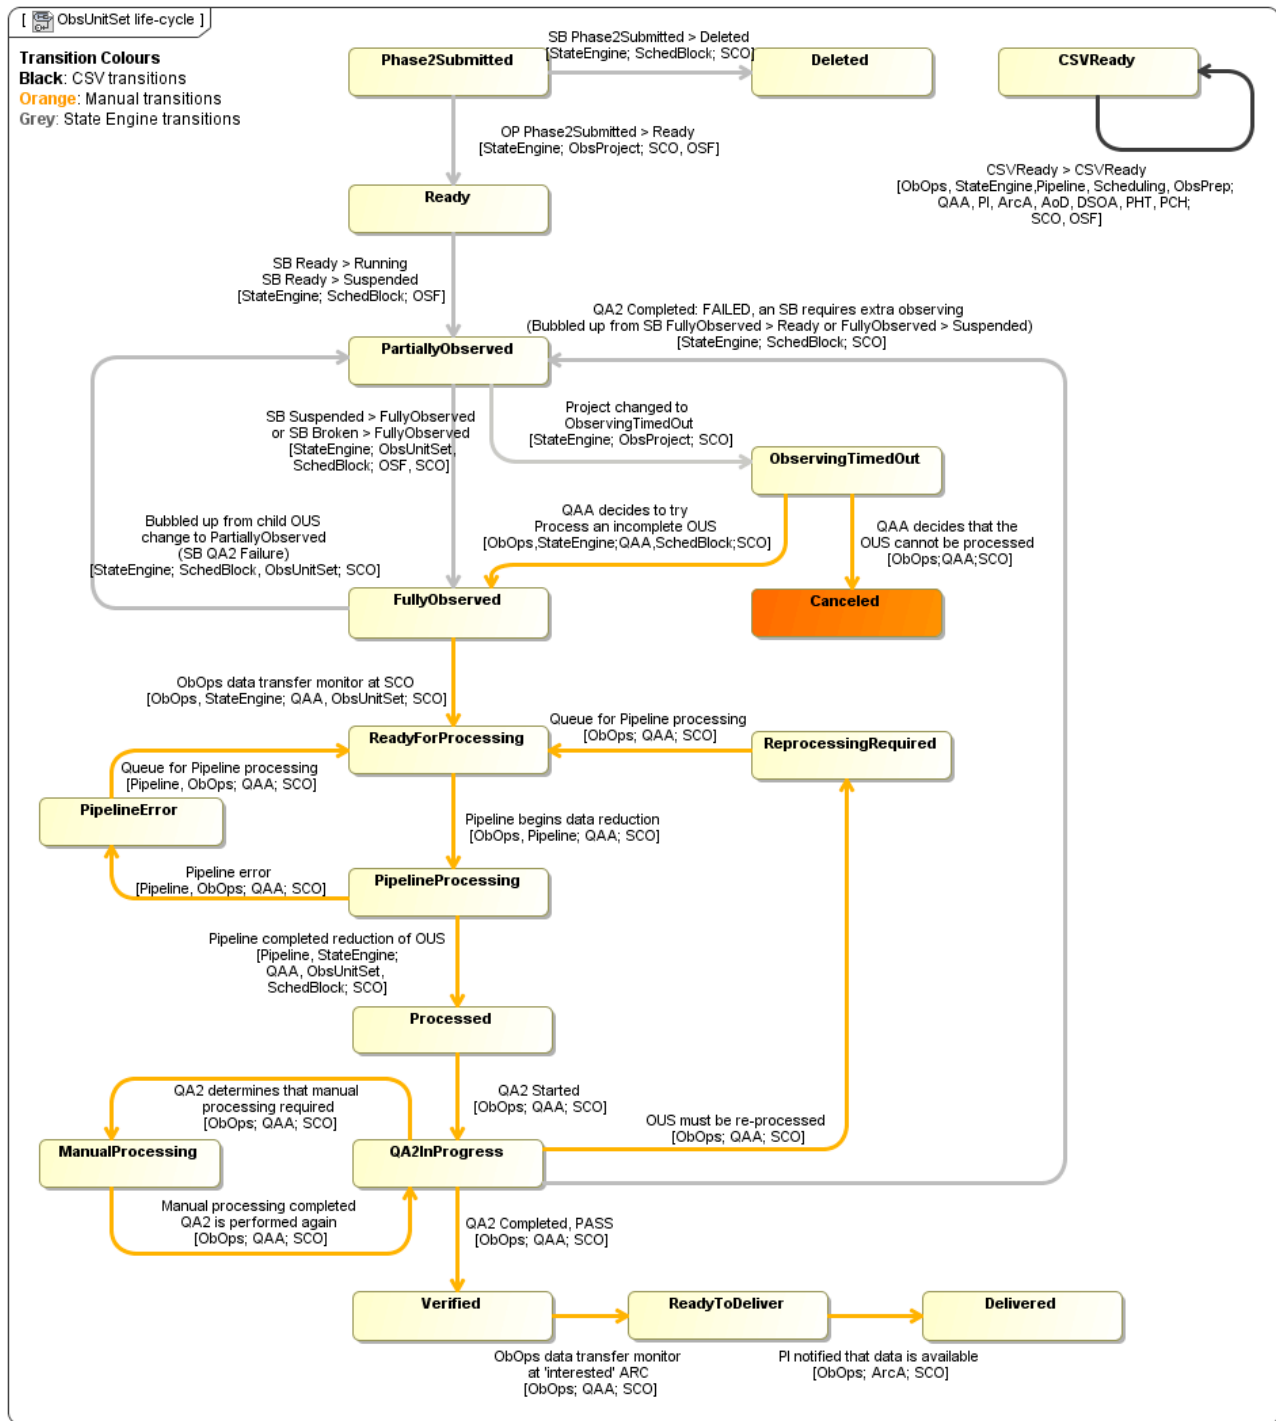 [ ObsUnitSet life-cycle ]
Transition Colours
Black: CSV transitions
Orange: Manual transitions
Grey: State Engine transitions
Phase2Submitted
SB Phase2Submitted > Deleted
[StateEngine; SchedBlock, SCO]
Deleted
CSVReady
OP Phase2Submitted > Ready
[StateEngine; ObsProject; SCO, OSF]
CSVReady > CSVReady
[ObOps, StateEngine,Pipeline, Scheduling, ObsPrep;
QAA, PI, ArcA, AoD, DSOA, PHT, PCH;
SCO, OSF]
Ready
SB Ready > Running
SB Ready > Suspended
[StateEngine; SchedBlock; OSF]
QA2 Completed: FAILED, an SB requires extra observing
(Bubbled up from SB FullyObserved > Ready or FullyObserved > Suspended)
[StateEngine; SchedBlock; SCO]
PartiallyObserved
SB Suspended > FullyObserved
or SB Broken > FullyObserved
[StateEngine; ObsUnitSet,
SchedBlock; OSF, SCO]
Project changed to
ObservingTimedOut
[StateEngine; ObsProject; SCO]
ObservingTimedOut
Bubbled up from child OUS
change to PartiallyObserved
(SB QA2 Failure)
[StateEngine; SchedBlock, ObsUnitSet; SCO]
QAA decides to try
Process an incomplete OUS
[ObOps,StateEngine;QAA,SchedBlock;SCO]
QAA decides that the
OUS cannot be processed
[ObOps;QAA;SCO]
FullyObserved
Canceled
ObOps data transfer monitor at SCO
[ObOps, StateEngine; QAA, ObsUnitSet; SCO]
ReadyForProcessing
Queue for Pipeline processing
[ObOps; QAA; SCO]
ReprocessingRequired
Queue for Pipeline processing
[Pipeline, ObOps; QAA; SCO]
PipelineError
Pipeline begins data reduction
[ObOps, Pipeline; QAA; SCO]
Pipeline error
[Pipeline, ObOps; QAA; SCO]
PipelineProcessing
Pipeline completed reduction of OUS
[Pipeline, StateEngine;
QAA, ObsUnitSet,
SchedBlock; SCO]
Processed
QA2 determines that manual
processing required
[ObOps; QAA; SCO]
QA2 Started
[ObOps; QAA; SCO]
OUS must be re-processed
[ObOps; QAA; SCO]
ManualProcessing
QA2InProgress
Manual processing completed
QA2 is performed again
[ObOps; QAA; SCO]
QA2 Completed, PASS
[ObOps; QAA; SCO]
Verified
ReadyToDeliver
Delivered
ObOps data transfer monitor
at 'interested' ARC
[ObOps; QAA; SCO]
PI notified that data is available
[ObOps; ArcA; SCO]